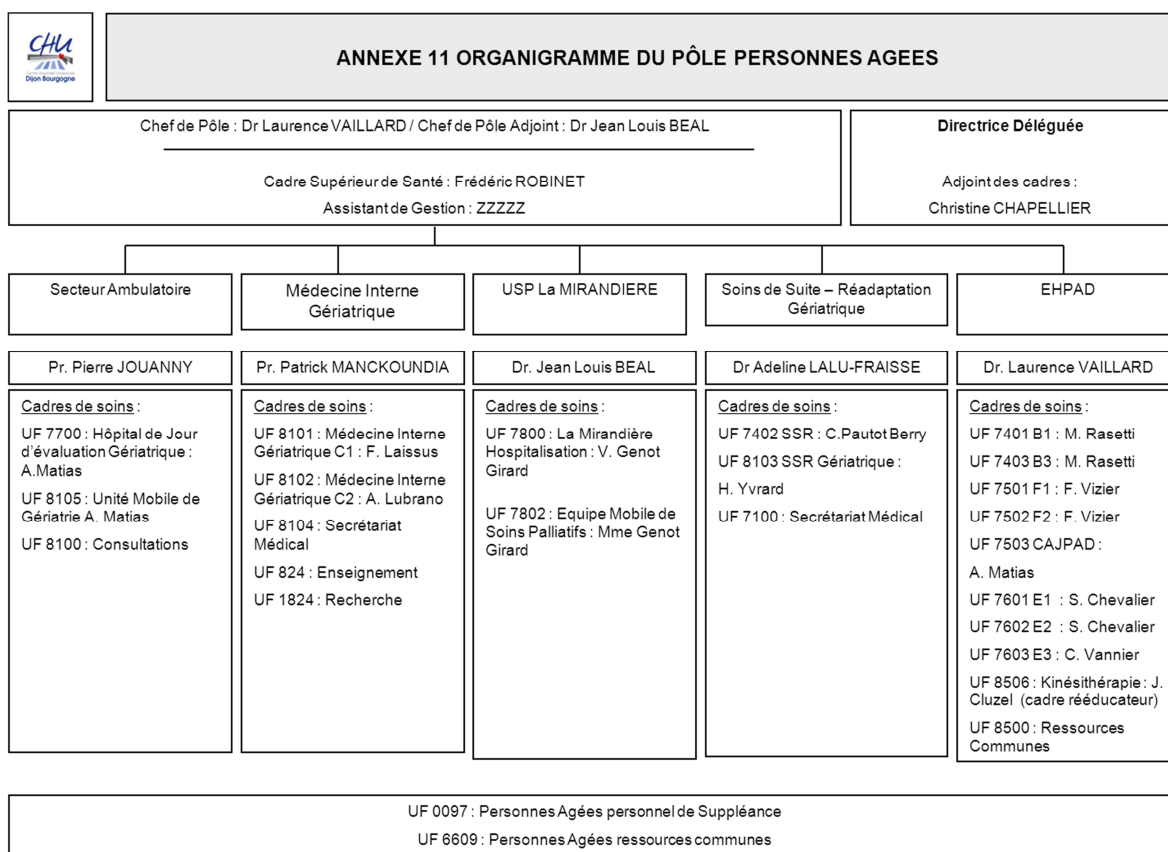 CHU
Dijon Bourgogne
ANNEXE 11 ORGANIGRAMME DU PÔLE PERSONNES AGEES
Chef de Pôle : Dr Laurence VAILLARD / Chef de Pôle Adjoint : Dr Jean Louis BEAL
Cadre Supérieur de Santé : Frédéric ROBINET
Assistant de Gestion : ZZZZZ
Directrice Déléguée
Adjoint des cadres :
Christine CHAPELLIER
Secteur Ambulatoire
Médecine Interne
Gériatrique
USP La MIRANDIERE
Soins de Suite – Réadaptation
Gériatrique
EHPAD
Pr. Pierre JOUANNY
Pr. Patrick MANCKOUNDIA
Dr. Jean Louis BEAL
Dr Adeline LALU-FRAISSE
Dr. Laurence VAILLARD
Cadres de soins :
UF 7700 : Hôpital de Jour
d'évaluation Gériatrique :
A.Matias
UF 8105 : Unité Mobile de
Gériatrie A. Matias
UF 8100 : Consultations
Cadres de soins :
UF 8101 : Médecine Interne
Gériatrique C1 : F. Laissus
UF 8102 : Médecine Interne
Gériatrique C2 : A. Lubrano
UF 8104 : Secrétariat
Médical
UF 824 : Enseignement
UF 1824 : Recherche
Cadres de soins :
UF 7800 : La Mirandière
Hospitalisation : V. Genot
Girard
UF 7802 : Equipe Mobile de
Soins Palliatifs : Mme Genot
Girard
Cadres de soins :
UF 7402 SSR : C.Pautot Berry
UF 8103 SSR Gériatrique :
H. Yvrard
UF 7100 : Secrétariat Médical
Cadres de soins :
UF 7401 B1 : M. Rasetti
UF 7403 B3 : M. Rasetti
UF 7501 F1 : F. Vizier
UF 7502 F2 : F. Vizier
UF 7503 CAJPAD :
A. Matias
UF 7601 E1 : S. Chevalier
UF 7602 E2 : S. Chevalier
UF 7603 E3 : C. Vannier
UF 8506 : Kinésithérapie : J.
Cluzel (cadre rééducateur)
UF 8500 : Ressources
Communes
UF 0097 : Personnes Agées personnel de Suppléance
UF 6609 : Personnes Agées ressources communes